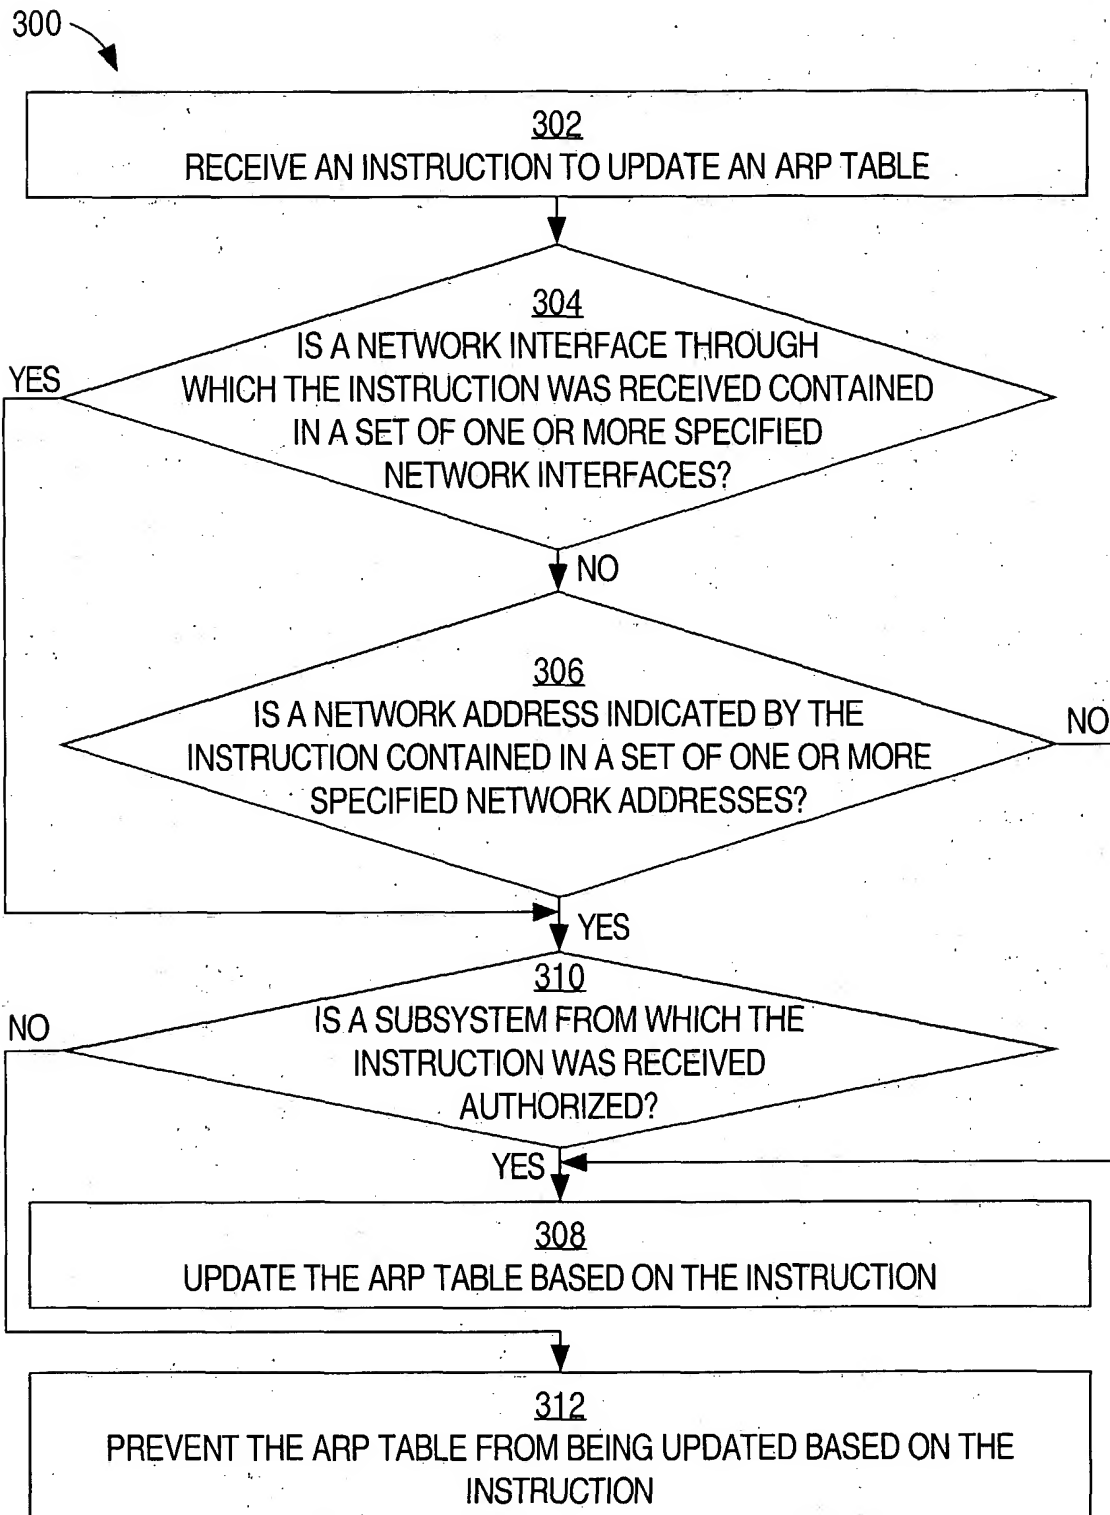 300
302
RECEIVE AN INSTRUCTION TO UPDATE AN ARP TABLE
304
IS A NETWORK INTERFACE THROUGH
WHICH THE INSTRUCTION WAS RECEIVED CONTAINED
IN A SET OF ONE OR MORE SPECIFIED
NETWORK INTERFACES?
YES
NO
306
IS A NETWORK ADDRESS INDICATED BY THE
INSTRUCTION CONTAINED IN A SET OF ONE OR MORE
SPECIFIED NETWORK ADDRESSES?
NO
YES
310
IS A SUBSYSTEM FROM WHICH THE
INSTRUCTION WAS RECEIVED
AUTHORIZED?
NO
YES
308
UPDATE THE ARP TABLE BASED ON THE INSTRUCTION
312
PREVENT THE ARP TABLE FROM BEING UPDATED BASED ON THE
INSTRUCTION